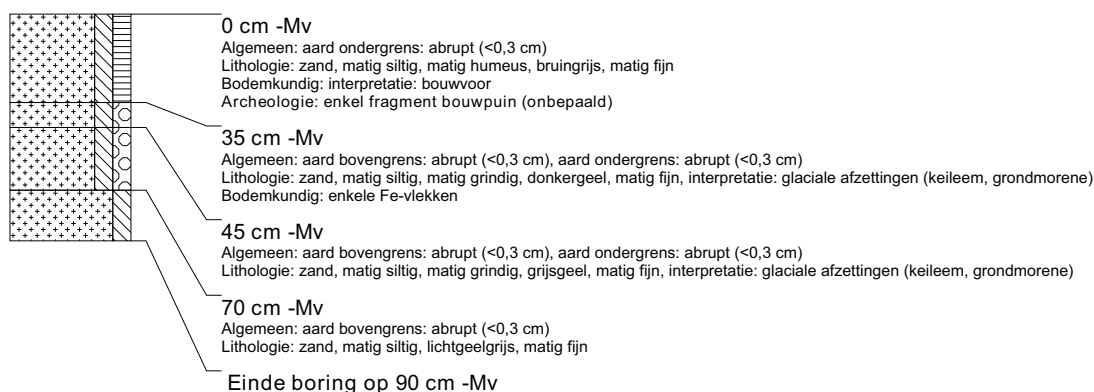 0 cm -Mv
Algemeen: aard ondergrens: abrupt (<0,3 cm)
Lithologie: zand, matig siltig, matig humeus, bruingrijs, matig fijn
Bodemkundig: interpretatie: bouwvoor
Archeologie: enkel fragment bouwpuin (onbepaald)
35 cm -Mv
Algemeen: aard bovengrens: abrupt (<0,3 cm), aard ondergrens: abrupt (<0,3 cm)
Lithologie: zand, matig siltig, matig grindig, donkergeel, matig fijn, interpretatie: glaciale afzettingen (keileem, grondmorene)
Bodemkundig: enkele Fe-vlekken
45 cm -Mv
Algemeen: aard bovengrens: abrupt (<0,3 cm), aard ondergrens: abrupt (<0,3 cm)
Lithologie: zand, matig siltig, matig grindig, grijsgeel, matig fijn, interpretatie: glaciale afzettingen (keileem, grondmorene)
70 cm -Mv
Algemeen: aard bovengrens: abrupt (<0,3 cm)
Lithologie: zand, matig siltig, lichtgeelgrijs, matig fijn
Einde boring op 90 cm -Mv